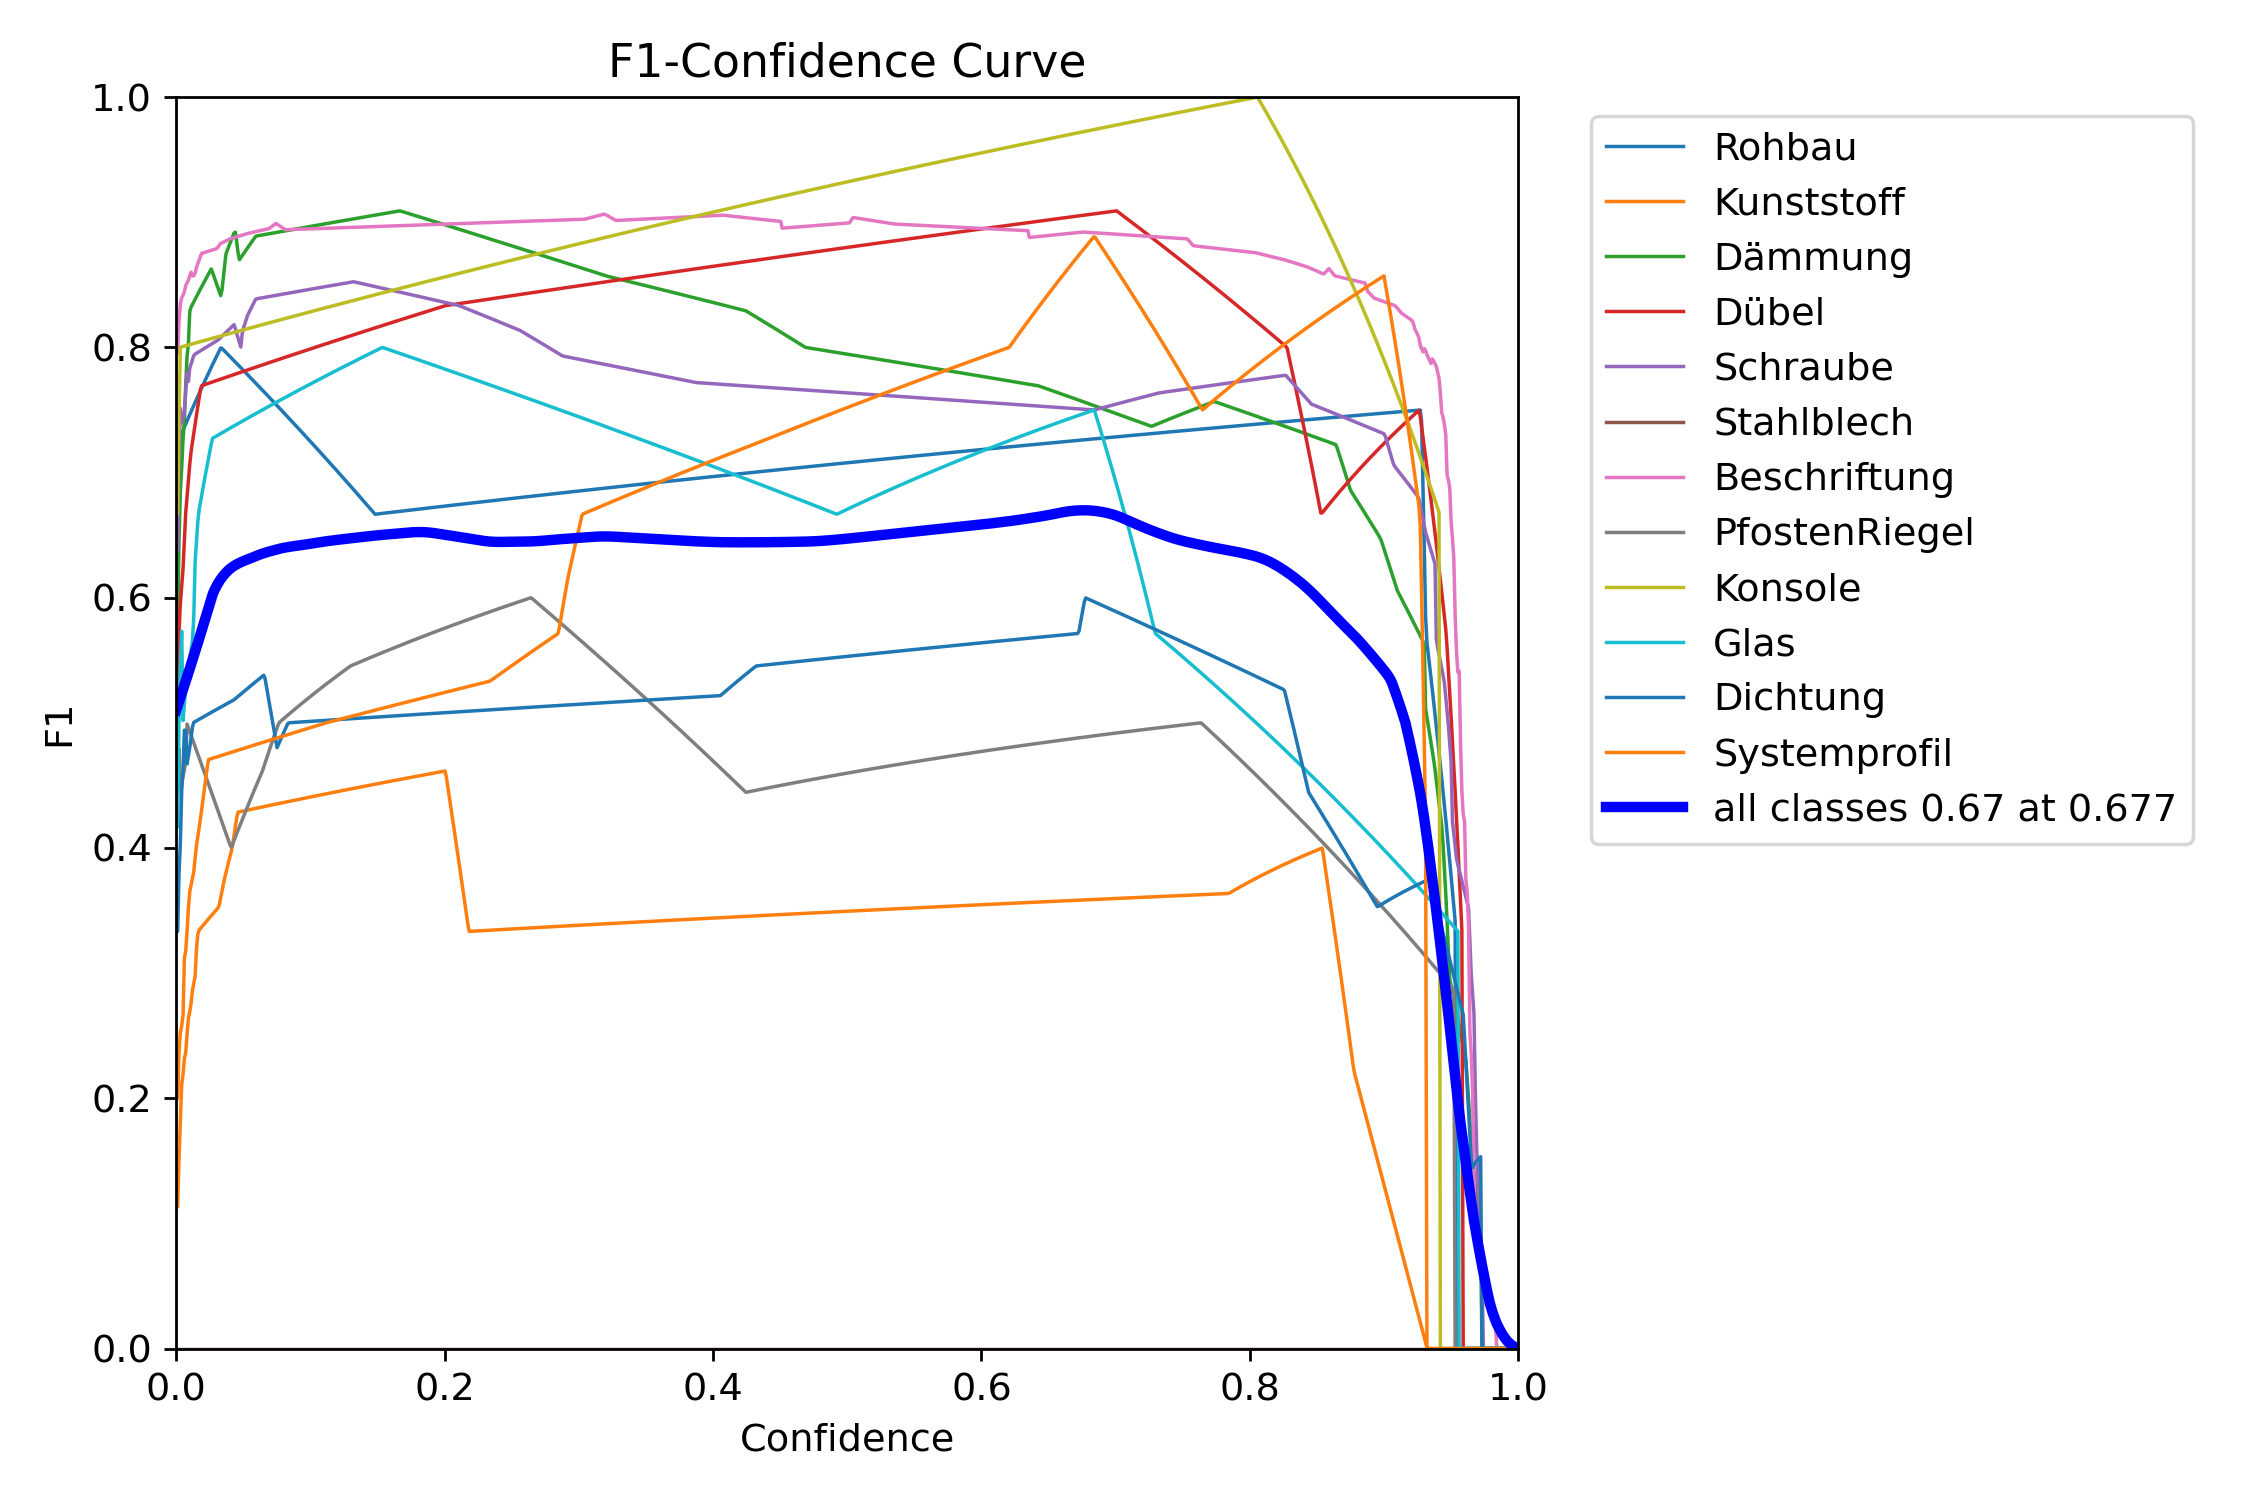 F1-Confidence Curve
1.0
0.8
0.6
0.4
0.2
0.0
F1
0.0 0.2 0.4 0.6 0.8 1.0
Confidence
Rohbau
Kunststoff
Dämmung
Dübel
Schraube
Stahlblech
Beschriftung
PfostenRiegel
Konsole
Glas
Dichtung
Systemprofil
all classes 0.67 at 0.677